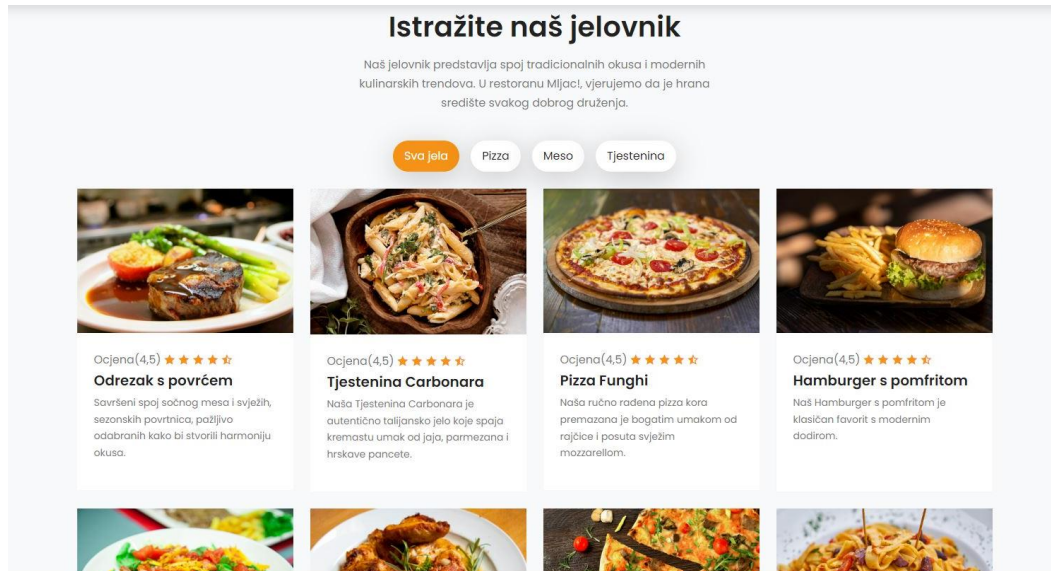 Istražite naš jelovnik
Naš jelovnik predstavlja spoj tradicionalnih okusa i modernih
kulinarskih trendova. U restoranu Mljac!, vjerujemo da je hrana
središte svakog dobrog druženja.
Sva jela
Pizza
Meso
Tjestenina
Ocjena(4,5)
Odrezak s povrćem
Savršeni spoj sočnog mesa i svježih,
sezonskih povrtnica, pažljivo
odabranih kako bi stvorili harmoniju
okusa.
Ocjena(4,5)
Tjestenina Carbonara
Naša Tjestenina Carbonara je
autentično talijansko jelo koje spaja
kremastu umak od jaja, parmezana i
hrskave pancete.
Ocjena(4,5)
Pizza Funghi
Naša ručno rađena pizza kora
premazana je bogatim umakom od
rajčice i posuta svježim
mozzarellom.
Ocjena(4,5)
Hamburger s pomfritom
Naš Hamburger s pomfritom je
klasičan favorit s modernim
dodirom.